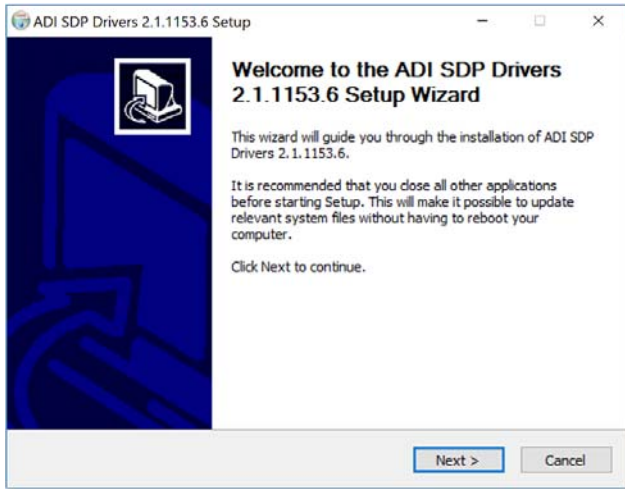 ADI SDP Drivers 2.1.1153.6 Setup
Welcome to the ADI SDP Drivers
2.1.1153.6 Setup Wizard
This wizard will guide you through the installation of ADI SDP
Drivers 2.1.1153.6.
It is recommended that you close all other applications
before starting Setup. This will make it possible to update
relevant system files without having to reboot your
computer.
Click Next to continue.
Next > Cancel